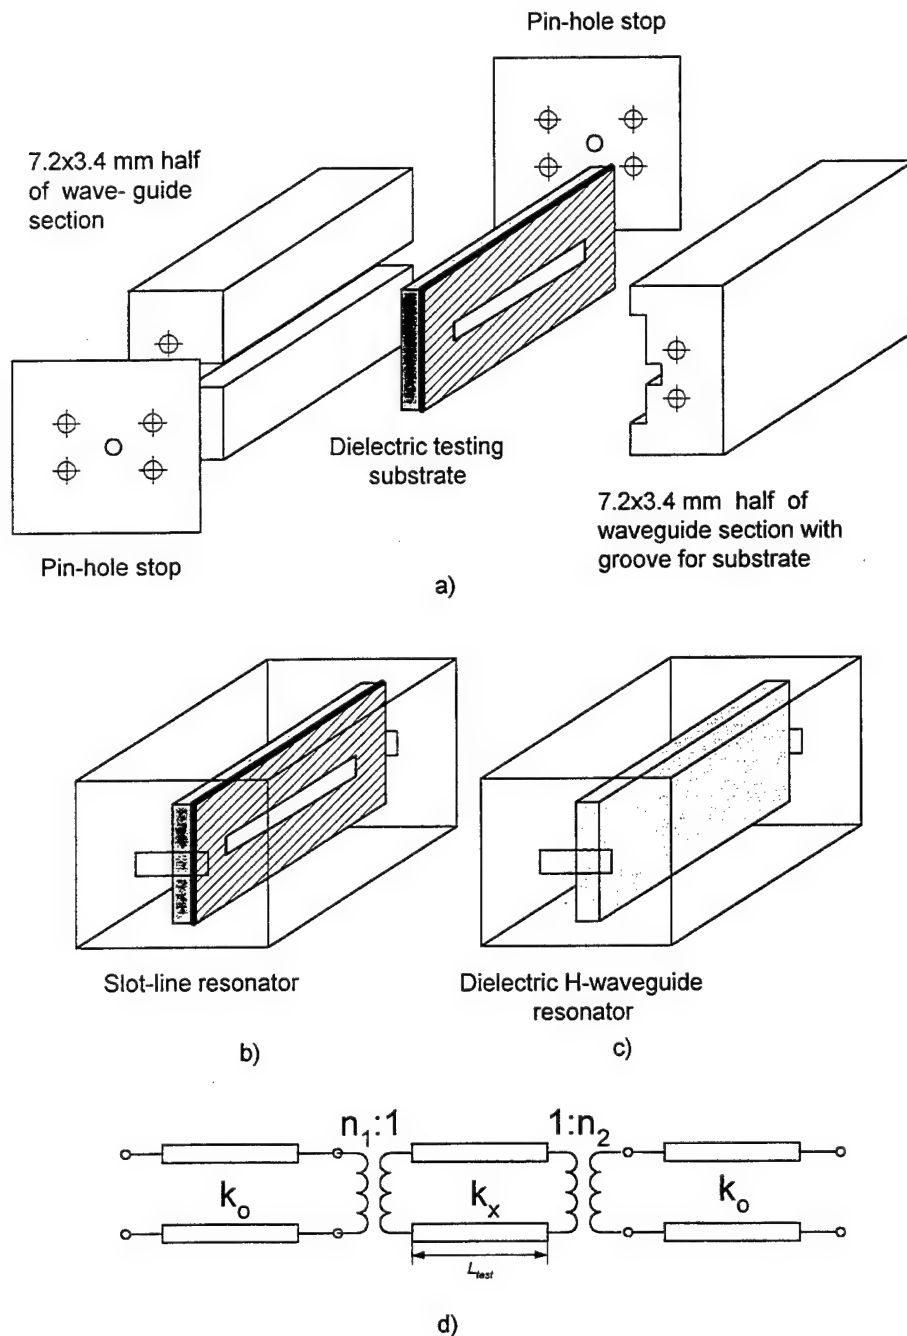 Pin-hole stop
7.2x3.4 mm half
of wave- guide
section
Dielectric testing
substrate
7.2x3.4 mm half of
waveguide section with
groove for substrate
Pin-hole stop
a)
Slot-line resonator
Dielectric H-waveguide
resonator
b)
c)
n₁:1
1:n₂
kₒ
kₓ
kₒ
L_test
d)